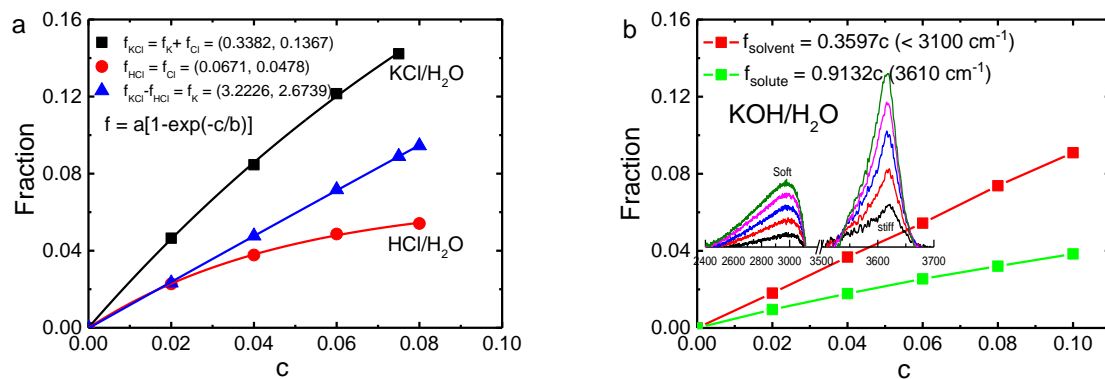 a
f_KCl = f_K + f_Cl = (0.3382, 0.1367)
f_HCl = f_Cl = (0.0671, 0.0478)
f_KCl-f_HCl = f_K = (3.2226, 2.6739)
f = a[1-exp(-c/b)]
KCl/H₂O
HCl/H₂O
Fraction
0.16
0.12
0.08
0.04
0.00
0.00 0.02 0.04 0.06 0.08 0.10
c
b
f_solvent = 0.3597c (< 3100 cm⁻¹)
f_solute = 0.9132c (3610 cm⁻¹)
KOH/H₂O
Soft
stiff
2400 2600 2800 3000 3500 3600 3700
Fraction
0.16
0.12
0.08
0.04
0.00
0.00 0.02 0.04 0.06 0.08 0.10
c